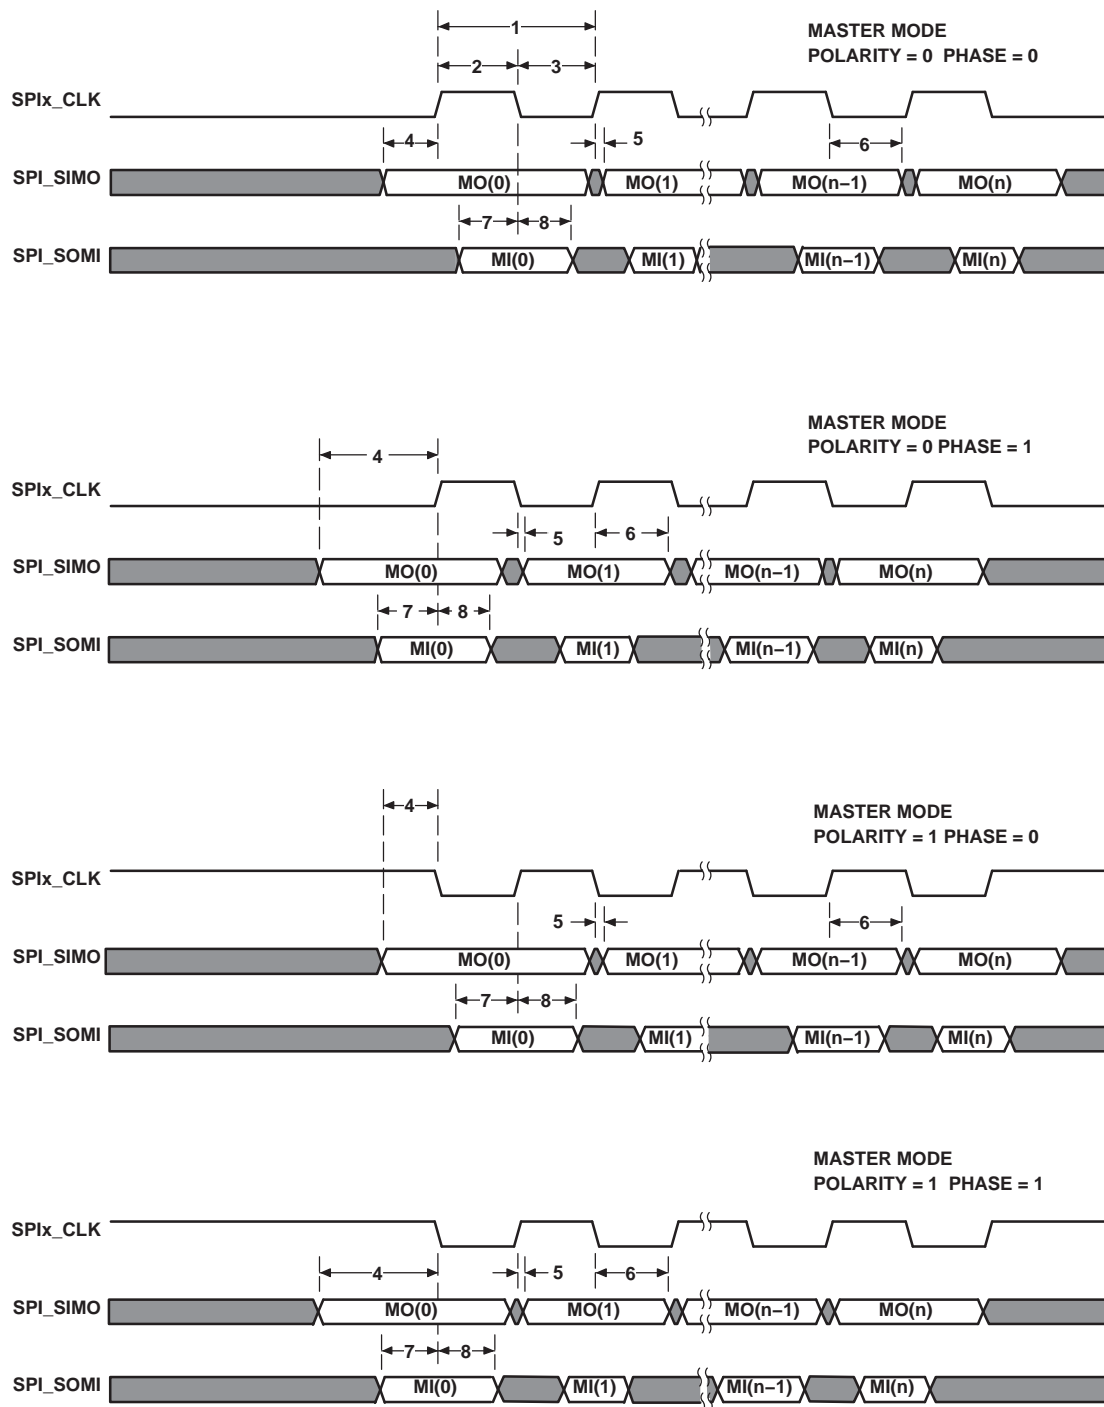 1
MASTER MODE
POLARITY = 0 PHASE = 0
2 3
SPIx_CLK
4 5 6
SPI_SIMO MO(0) MO(1) MO(n−1) MO(n)
7 8
SPI_SOMI MI(0) MI(1) MI(n−1) MI(n)
MASTER MODE
POLARITY = 0 PHASE = 1
4
SPIx_CLK
5 6
SPI_SIMO MO(0) MO(1) MO(n−1) MO(n)
7 8
SPI_SOMI MI(0) MI(1) MI(n−1) MI(n)
4
MASTER MODE
POLARITY = 1 PHASE = 0
SPIx_CLK
5 6
SPI_SIMO MO(0) MO(1) MO(n−1) MO(n)
7 8
SPI_SOMI MI(0) MI(1) MI(n−1) MI(n)
MASTER MODE
POLARITY = 1 PHASE = 1
SPIx_CLK
4 5 6
SPI_SIMO MO(0) MO(1) MO(n−1) MO(n)
7 8
SPI_SOMI MI(0) MI(1) MI(n−1) MI(n)